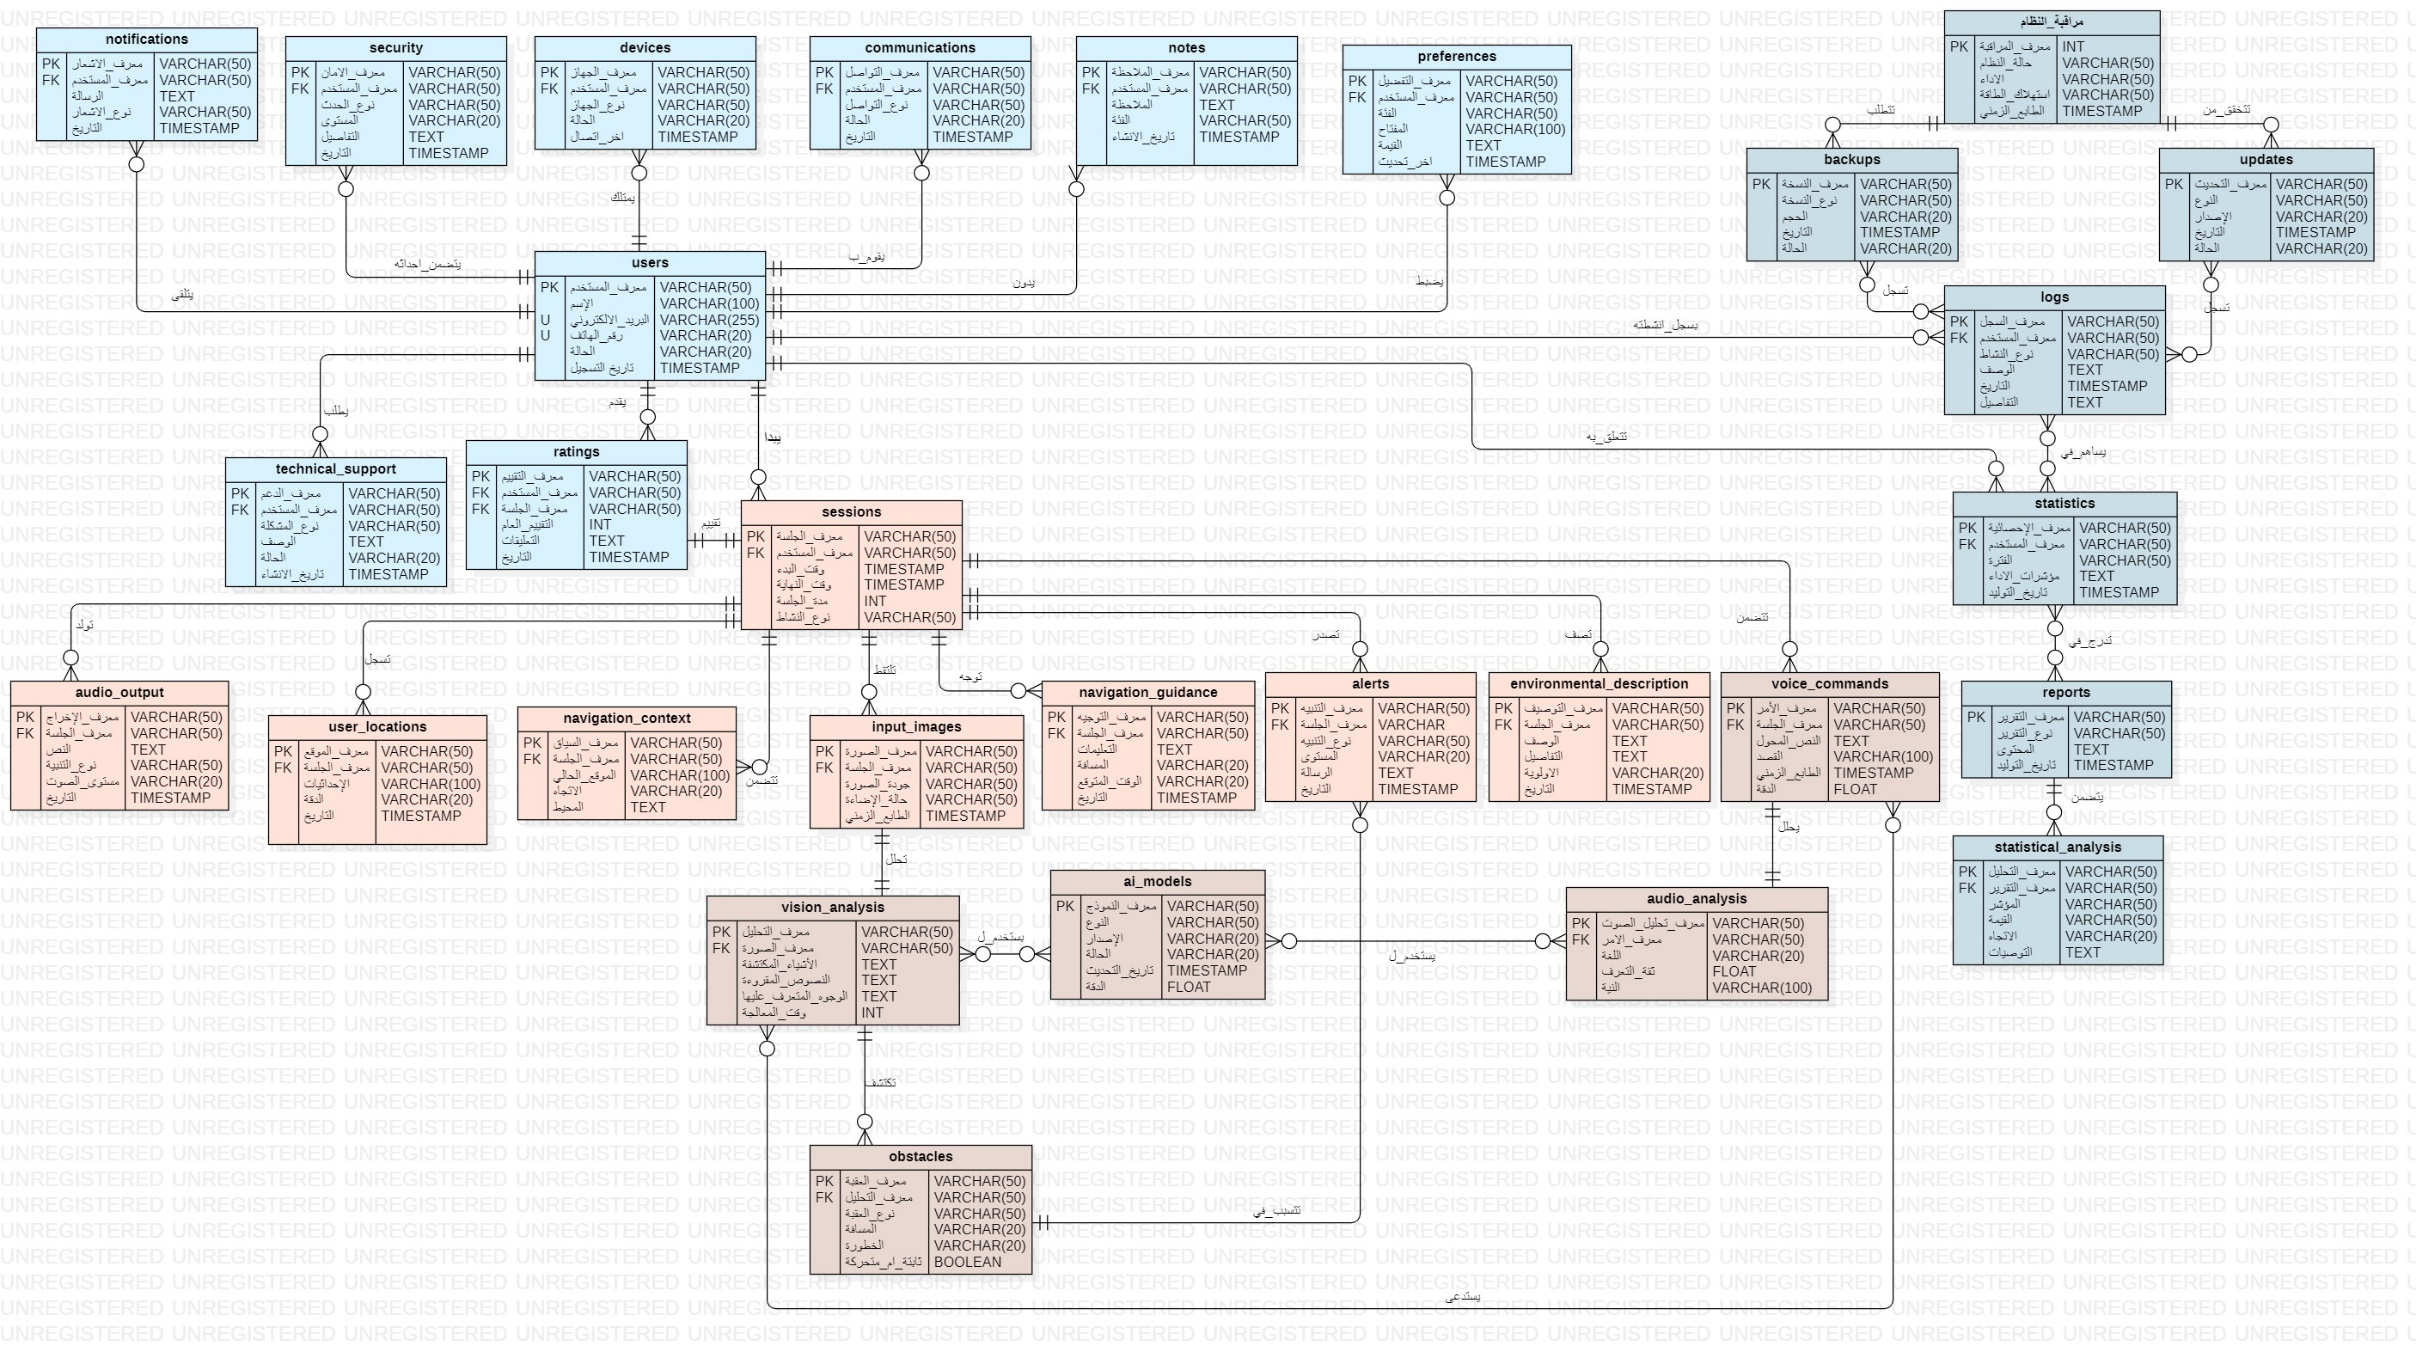 notifications
PK معرف_الاشعار VARCHAR(50)
FK معرف_المستخدم VARCHAR(50)
الرسالة TEXT
نوع_الاشعار VARCHAR(50)
التاريخ TIMESTAMP
security
PK معرف_الامان VARCHAR(50)
FK معرف_المستخدم VARCHAR(50)
نوع_الحدث VARCHAR(50)
المستوى VARCHAR(20)
التفاصيل TEXT
التاريخ TIMESTAMP
devices
PK معرف_الجهاز VARCHAR(50)
FK معرف_المستخدم VARCHAR(50)
نوع_الجهاز VARCHAR(50)
الحالة VARCHAR(20)
اخر_اتصال TIMESTAMP
communications
PK معرف_التواصل VARCHAR(50)
FK معرف_المستخدم VARCHAR(50)
نوع_التواصل VARCHAR(50)
الحالة VARCHAR(20)
التاريخ TIMESTAMP
notes
PK معرف_الملاحظة VARCHAR(50)
FK معرف_المستخدم VARCHAR(50)
الملاحظة TEXT
الفئة VARCHAR(50)
تاريخ_الانشاء TIMESTAMP
preferences
PK معرف_التفضيل VARCHAR(50)
FK معرف_المستخدم VARCHAR(50)
الفئة VARCHAR(50)
المفتاح VARCHAR(100)
القيمة TEXT
اخر_تحديث TIMESTAMP
مراقبة_النظام
PK معرف_المراقبة INT
حالة_النظام VARCHAR(50)
الاداء VARCHAR(50)
استهلاك_الطاقة VARCHAR(50)
الطابع_الزمني TIMESTAMP
تتطلب
تتحقق_من
backups
PK معرف_النسخة VARCHAR(50)
نوع_النسخة VARCHAR(50)
الحجم VARCHAR(20)
التاريخ TIMESTAMP
الحالة VARCHAR(20)
updates
PK معرف_التحديث VARCHAR(50)
النوع VARCHAR(50)
الإصدار VARCHAR(20)
التاريخ TIMESTAMP
الحالة VARCHAR(20)
يمتلك
يتضمن_احداثه
يقوم_ب
يتلقى
يدون
يضبط
تسجل
تسجل
users
PK معرف_المستخدم VARCHAR(50)
الإسم VARCHAR(100)
U البريد_الالكتروني VARCHAR(255)
U رقم_الهاتف VARCHAR(20)
الحالة VARCHAR(20)
تاريخ التسجيل TIMESTAMP
يسجل_انشطته
logs
PK معرف_السجل VARCHAR(50)
FK معرف_المستخدم VARCHAR(50)
نوع_النشاط VARCHAR(50)
الوصف TEXT
التاريخ TIMESTAMP
التفاصيل TEXT
يطلب
يقدم
يبدا
تتعلق_به
يساهم_في
technical_support
PK معرف_الدعم VARCHAR(50)
FK معرف_المستخدم VARCHAR(50)
نوع_المشكلة VARCHAR(50)
الوصف TEXT
الحالة VARCHAR(20)
تاريخ_الانشاء TIMESTAMP
ratings
PK معرف_التقييم VARCHAR(50)
FK معرف_المستخدم VARCHAR(50)
FK معرف_الجلسة VARCHAR(50)
التقييم_العام INT
التعليقات TEXT
التاريخ TIMESTAMP
تقييم
sessions
PK معرف_الجلسة VARCHAR(50)
FK معرف_المستخدم VARCHAR(50)
وقت_البدء TIMESTAMP
وقت_النهاية TIMESTAMP
مدة_الجلسة INT
نوع_النشاط VARCHAR(50)
statistics
PK معرف_الإحصائية VARCHAR(50)
FK معرف_المستخدم VARCHAR(50)
الفترة VARCHAR(50)
مؤشرات_الاداء TEXT
تاريخ_التوليد TIMESTAMP
تولد
تسجل
تلتقط
توجه
تصدر
تصف
تتضمن
تتضمن
تدرج_في
audio_output
PK معرف_الإخراج VARCHAR(50)
FK معرف_الجلسة VARCHAR(50)
النص TEXT
نوع_التنبية VARCHAR(50)
مستوى_الصوت VARCHAR(20)
التاريخ TIMESTAMP
user_locations
PK معرف_الموقع VARCHAR(50)
FK معرف_الجلسة VARCHAR(50)
الإحداثيات VARCHAR(100)
الدقة VARCHAR(20)
التاريخ TIMESTAMP
navigation_context
PK معرف_السياق VARCHAR(50)
FK معرف_الجلسة VARCHAR(50)
الموقع_الحالي VARCHAR(100)
الاتجاه VARCHAR(20)
المحيط TEXT
input_images
PK معرف_الصورة VARCHAR(50)
FK معرف_الجلسة VARCHAR(50)
جودة_الصورة VARCHAR(50)
حالة_الإضاءة VARCHAR(50)
الطابع_الزمني TIMESTAMP
navigation_guidance
PK معرف_التوجيه VARCHAR(50)
FK معرف_الجلسة VARCHAR(50)
التعليمات TEXT
المسافة VARCHAR(20)
الوقت_المتوقع VARCHAR(20)
التاريخ TIMESTAMP
alerts
PK معرف_التنبيه VARCHAR(50)
FK معرف_الجلسة VARCHAR
نوع_التنبيه VARCHAR(50)
المستوى VARCHAR(20)
الرسالة TEXT
التاريخ TIMESTAMP
environmental_description
PK معرف_التوصيف VARCHAR(50)
FK معرف_الجلسة VARCHAR(50)
الوصف TEXT
التفاصيل TEXT
الاولوية VARCHAR(20)
التاريخ TIMESTAMP
voice_commands
PK معرف_الأمر VARCHAR(50)
FK معرف_الجلسة VARCHAR(50)
النص_المحول TEXT
القصد VARCHAR(100)
الطابع_الزمني TIMESTAMP
الدقة FLOAT
reports
PK معرف_التقرير VARCHAR(50)
نوع_التقرير VARCHAR(50)
المحتوى TEXT
تاريخ_التوليد TIMESTAMP
تحلل
يحلل
يتضمن
statistical_analysis
PK معرف_التحليل VARCHAR(50)
FK معرف_التقرير VARCHAR(50)
المؤشر VARCHAR(50)
القيمة VARCHAR(50)
الاتجاه VARCHAR(20)
التوصيات TEXT
vision_analysis
PK معرف_التحليل VARCHAR(50)
FK معرف_الصورة VARCHAR(50)
الأشياء_المكتشفة TEXT
النصوص_المقروءة TEXT
الوجوه_المتعرف_عليها TEXT
وقت_المعالجة INT
يستخدم_ل
ai_models
PK معرف_النموذج VARCHAR(50)
النوع VARCHAR(50)
الإصدار VARCHAR(20)
الحالة VARCHAR(20)
تاريخ_التحديث TIMESTAMP
الدقة FLOAT
يستخدم_ل
audio_analysis
PK معرف_تحليل_الصوت VARCHAR(50)
FK معرف_الامر VARCHAR(50)
اللغة VARCHAR(20)
ثقة_التعرف FLOAT
النية VARCHAR(100)
تكتشف
obstacles
PK معرف_العقبة VARCHAR(50)
FK معرف_التحليل VARCHAR(50)
نوع_العقبة VARCHAR(50)
المسافة VARCHAR(20)
الخطورة VARCHAR(20)
ثابتة_ام_متحركة BOOLEAN
تتسبب_في
يستدعى
UNREGISTERED